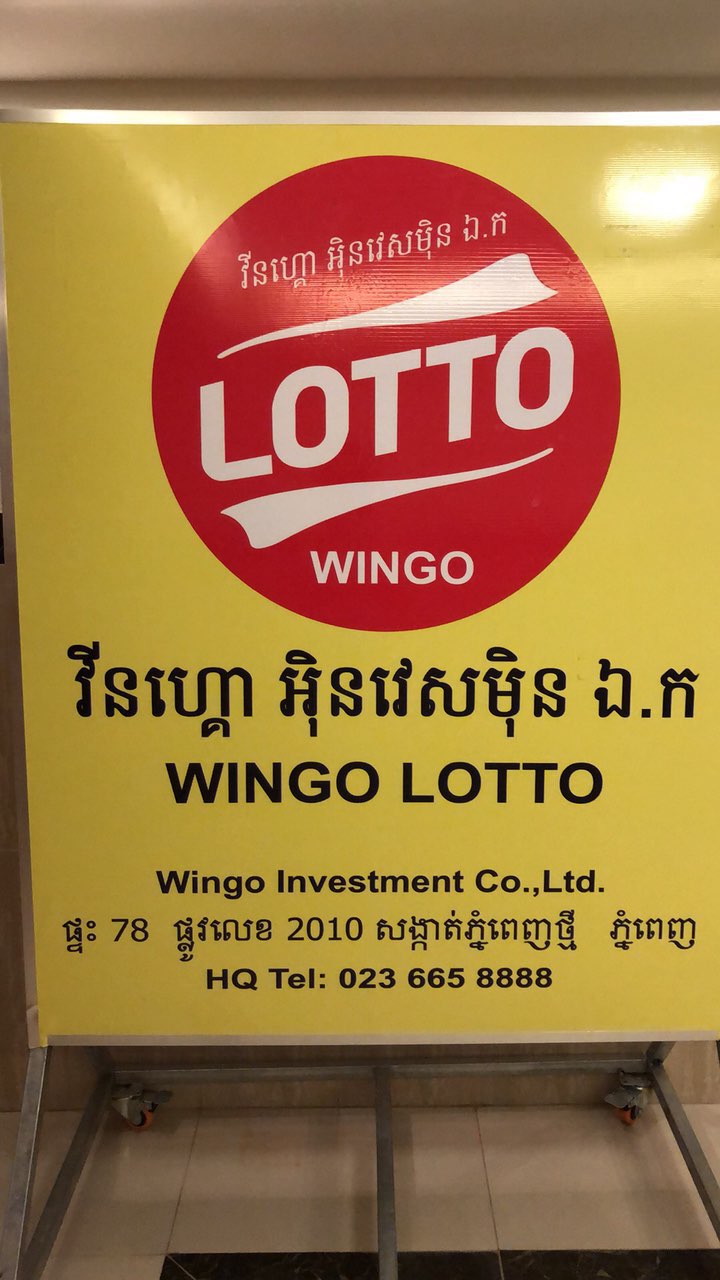 វីនហ្គោ អ៊ិនវេសម៉ិន ឯ.ក
LOTTO
WINGO
វីនហ្គោ អ៊ិនវេសម៉ិន ឯ.ក
WINGO LOTTO
Wingo Investment Co.,Ltd.
ផ្ទះ 78 ផ្លូវលេខ 2010 សង្កាត់ភ្នំពេញថ្មី ភ្នំពេញ
HQ Tel: 023 665 8888